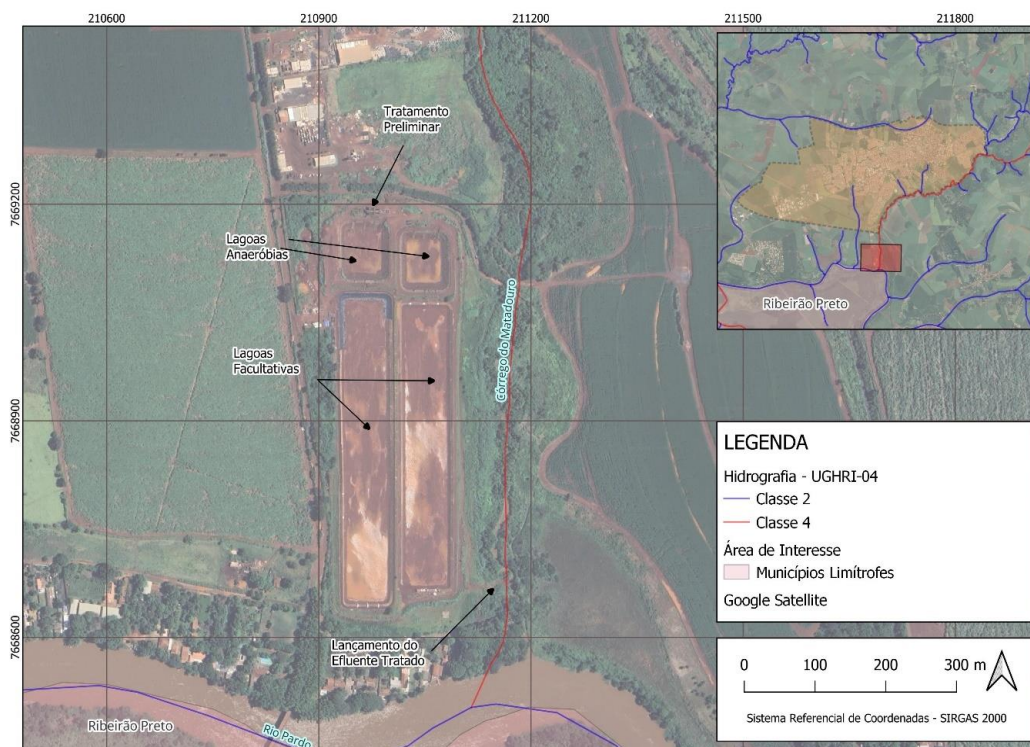 210600
210900
211200
211500
211800
7669200
7668900
7668600
Tratamento
Preliminar
Lagoas
Anaeróbias
Lagoas
Facultativas
Córrego do Matadouro
Lançamento do
Efluente Tratado
Ribeirão Preto
Rio Pardo
Ribeirão Preto
LEGENDA
Hidrografia - UGHRI-04
Classe 2
Classe 4
Área de Interesse
Municípios Limítrofes
Google Satellite
0 100 200 300 m
Sistema Referencial de Coordenadas - SIRGAS 2000